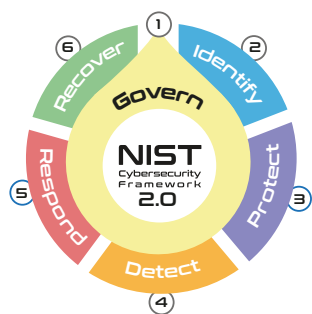 1
6
2
Recover
Identify
Govern
NIST
Cybersecurity
Framework
2.0
Respond
Protect
5
3
Detect
4